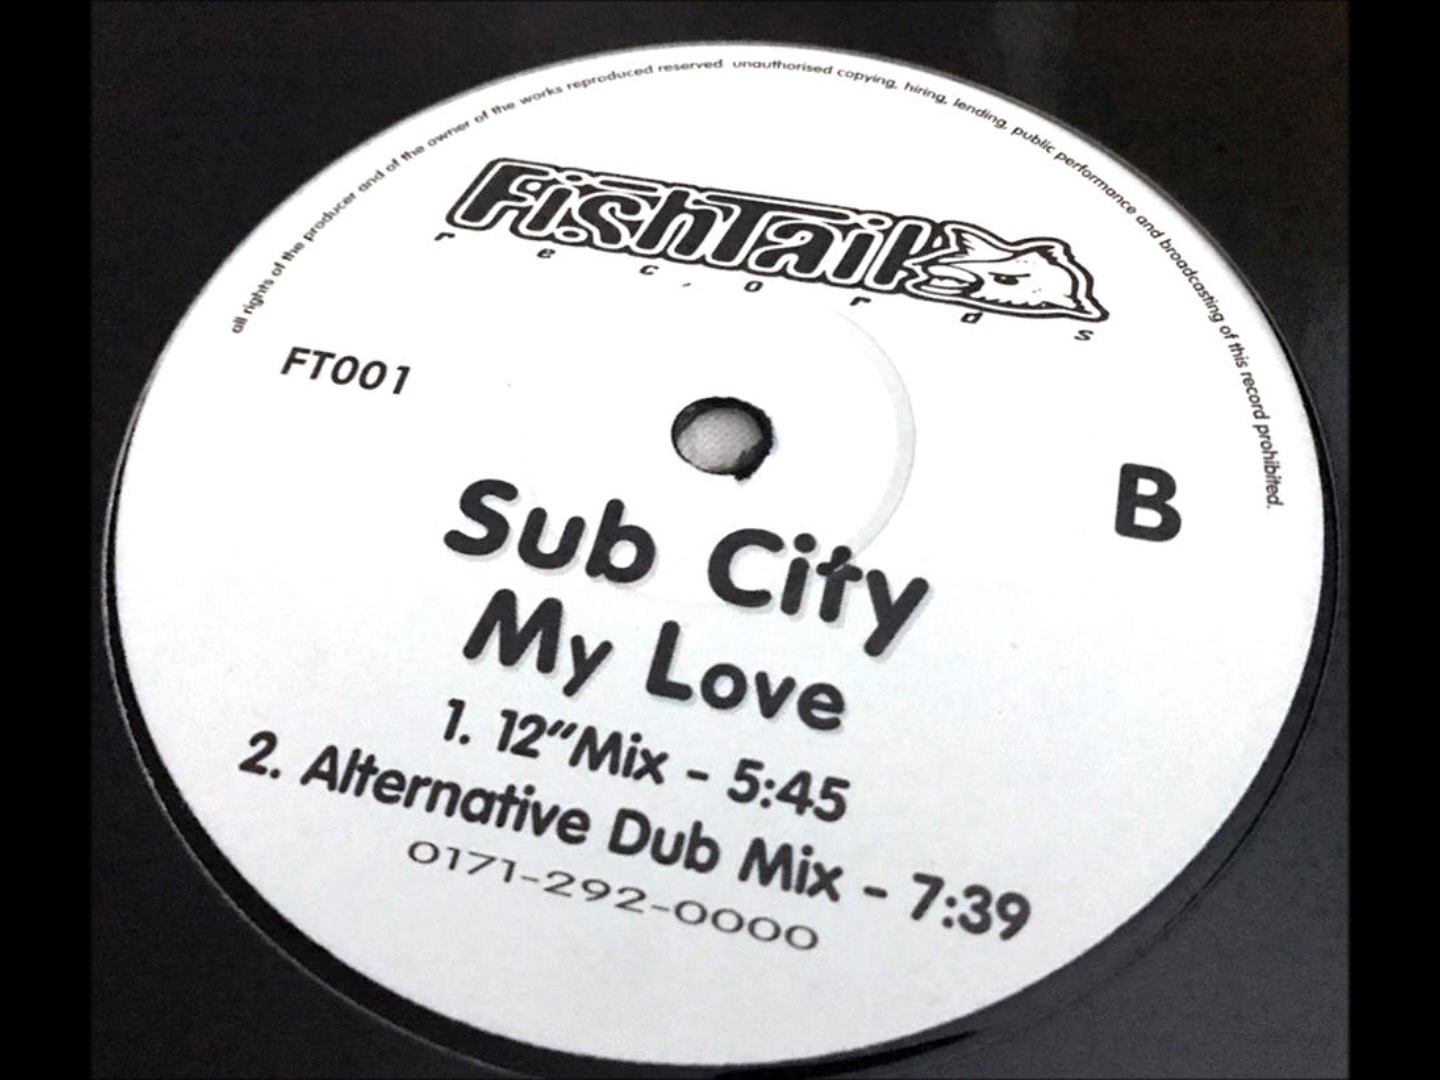 all rights of the producer and of the owner of the works reproduced reserved unauthorised copying, hiring, lending, public performance and broadcasting of this record prohibited.
FishTail
records
FT001
B
Sub City
My Love
1. 12"Mix - 5:45
2. Alternative Dub Mix - 7:39
0171-292-0000